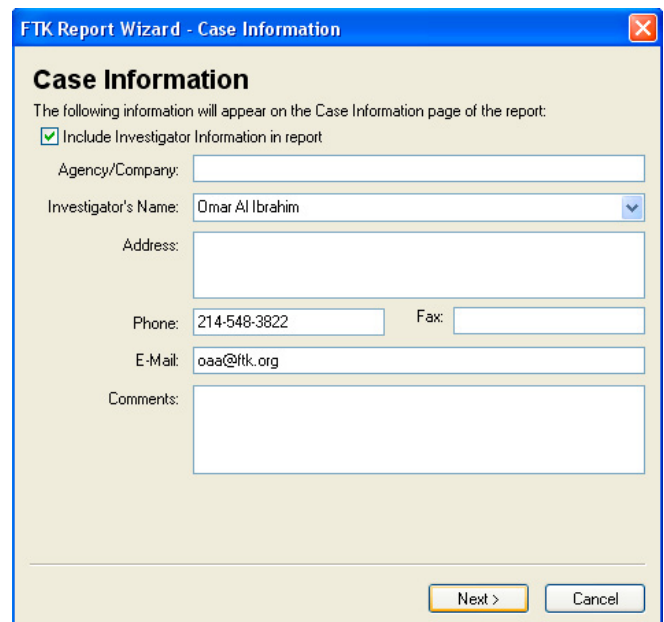 FTK Report Wizard - Case Information
Case Information
The following information will appear on the Case Information page of the report:
Include Investigator Information in report
Agency/Company:
Investigator's Name: Omar Al Ibrahim
Address:
Phone: 214-548-3822 Fax:
E-Mail: oaa@ftk.org
Comments:
Next > Cancel